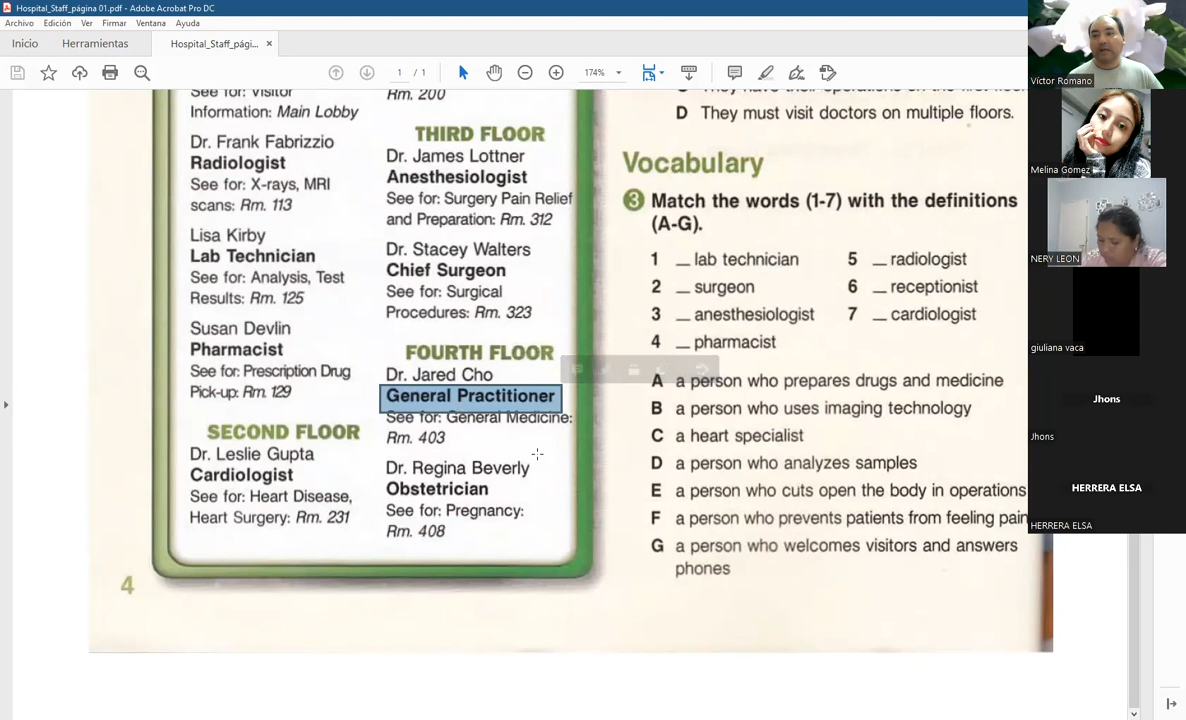 Hospital_Staff_página 01.pdf - Adobe Acrobat Pro DC
Archivo Edición Ver Firmar Ventana Ayuda
Inicio Herramientas Hospital_Staff_pági... ×
1 / 1 174%
See for: Visitor
Information: Main Lobby
Dr. Frank Fabrizzio
Radiologist
See for: X-rays, MRI
scans: Rm. 113
Lisa Kirby
Lab Technician
See for: Analysis, Test
Results: Rm. 125
Susan Devlin
Pharmacist
See for: Prescription Drug
Pick-up: Rm. 129
SECOND FLOOR
Dr. Leslie Gupta
Cardiologist
See for: Heart Disease,
Heart Surgery: Rm. 231
Rm. 200
THIRD FLOOR
Dr. James Lottner
Anesthesiologist
See for: Surgery Pain Relief
and Preparation: Rm. 312
Dr. Stacey Walters
Chief Surgeon
See for: Surgical
Procedures: Rm. 323
FOURTH FLOOR
Dr. Jared Cho
General Practitioner
See for: General Medicine:
Rm. 403
Dr. Regina Beverly
Obstetrician
See for: Pregnancy:
Rm. 408
4
They have their operations on the first
D They must visit doctors on multiple floors.
Vocabulary
3 Match the words (1-7) with the definitions
(A-G).
1 _ lab technician
2 _ surgeon
3 _ anesthesiologist
4 _ pharmacist
5 _ radiologist
6 _ receptionist
7 _ cardiologist
A a person who prepares drugs and medicine
B a person who uses imaging technology
C a heart specialist
D a person who analyzes samples
E a person who cuts open the body in operations
F a person who prevents patients from feeling pain
G a person who welcomes visitors and answers
phones
Víctor Romano
Melina Gomez
NERY LEON
giuliana vaca
Jhons
Jhons
HERRERA ELSA
HERRERA ELSA